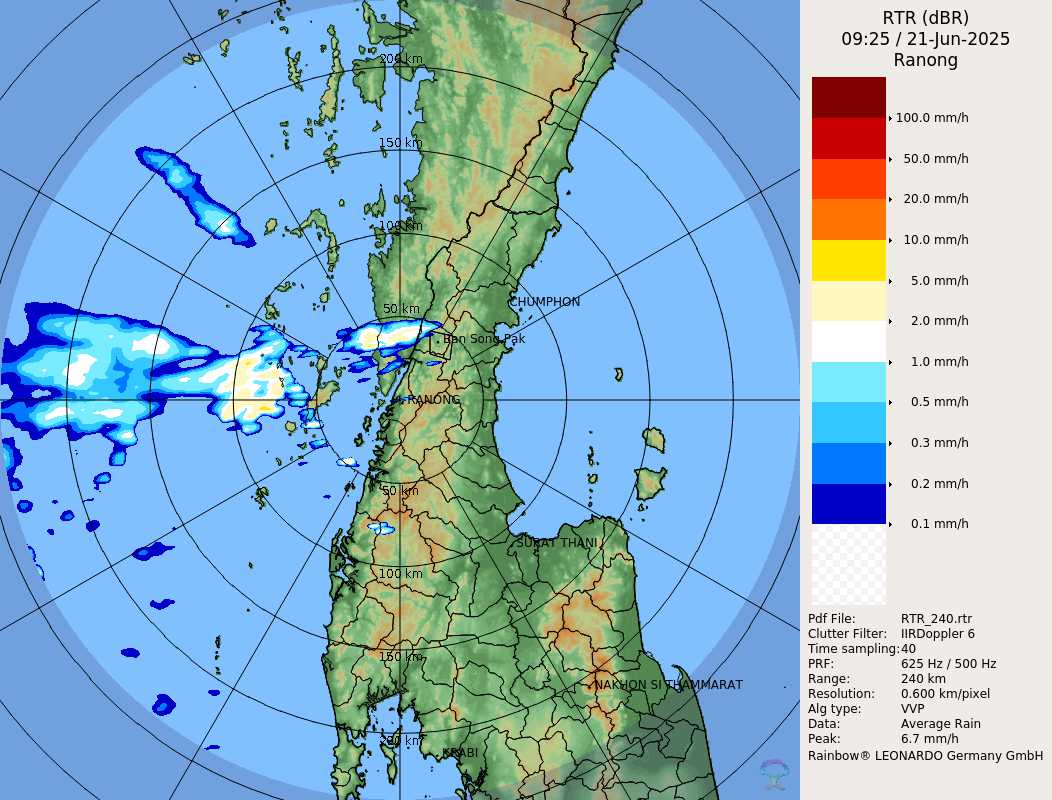 RTR (dBR)
09:25 / 21-Jun-2025
Ranong
100.0 mm/h
50.0 mm/h
20.0 mm/h
10.0 mm/h
5.0 mm/h
2.0 mm/h
1.0 mm/h
0.5 mm/h
0.3 mm/h
0.2 mm/h
0.1 mm/h
Pdf File: RTR_240.rtr
Clutter Filter: IIRDoppler 6
Time sampling:40
PRF: 625 Hz / 500 Hz
Range: 240 km
Resolution: 0.600 km/pixel
Alg type: VVP
Data: Average Rain
Peak: 6.7 mm/h
Rainbow® LEONARDO Germany GmbH
200 km
150 km
100 km
50 km
CHUMPHON
Ban Song Pak
RANONG
50 km
SURAT THANI
100 km
150 km
NAKHON SI THAMMARAT
200 km
KRABI